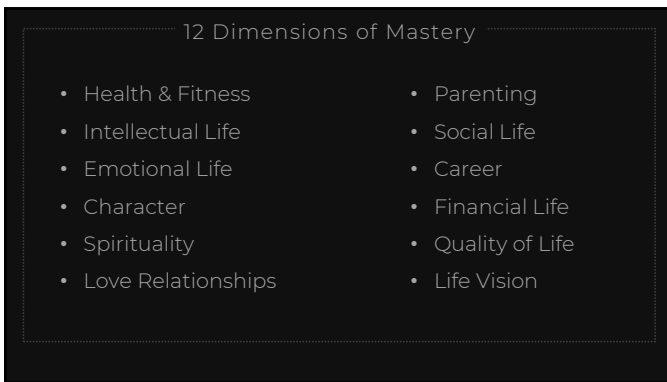 12 Dimensions of Mastery
• Health & Fitness
• Intellectual Life
• Emotional Life
• Character
• Spirituality
• Love Relationships
• Parenting
• Social Life
• Career
• Financial Life
• Quality of Life
• Life Vision